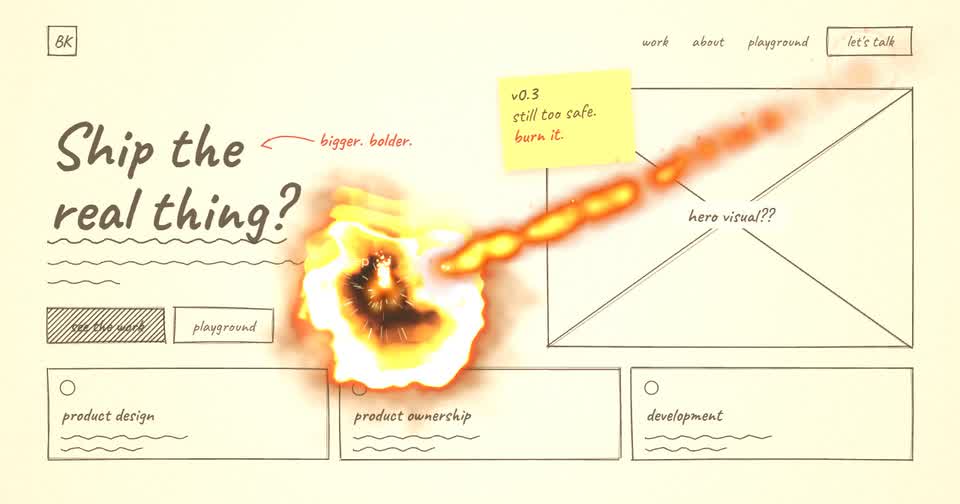 BK
work about playground let's talk
v0.3
still too safe.
burn it.
Ship the
real thing?
bigger. bolder.
hero visual??
see the work
playground
product design
product ownership
development